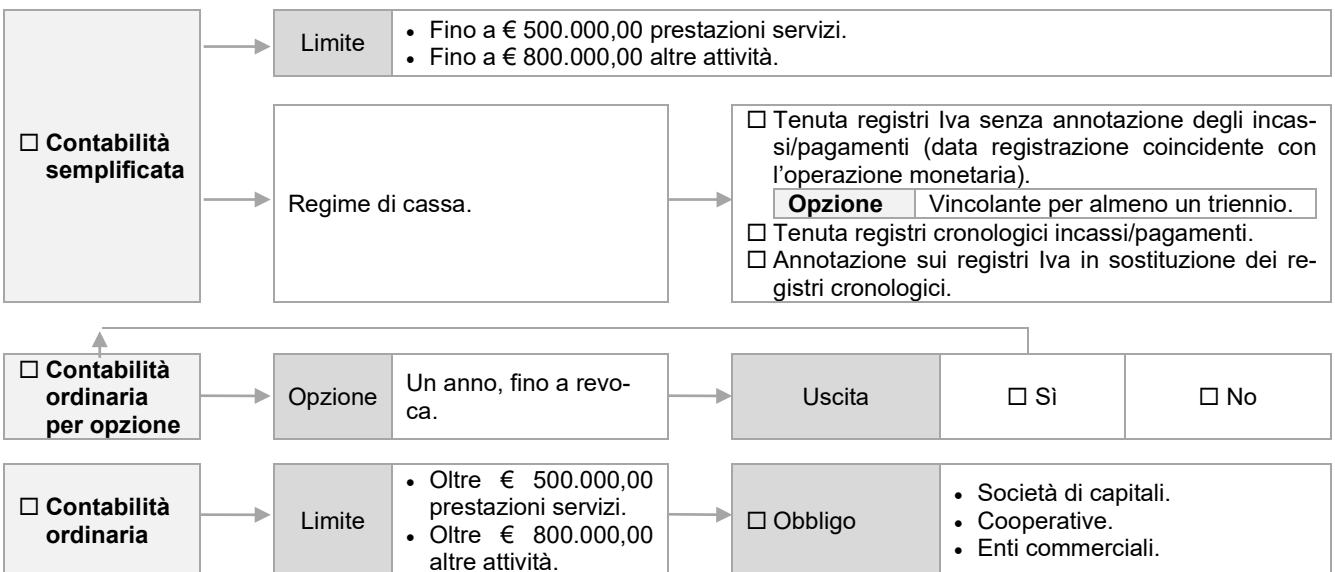 ☐ Contabilità
semplificata
Limite
• Fino a € 500.000,00 prestazioni servizi.
• Fino a € 800.000,00 altre attività.
Regime di cassa.
☐ Tenuta registri Iva senza annotazione degli incas-
si/pagamenti (data registrazione coincidente con
l’operazione monetaria).
Opzione Vincolante per almeno un triennio.
☐ Tenuta registri cronologici incassi/pagamenti.
☐ Annotazione sui registri Iva in sostituzione dei re-
gistri cronologici.
☐ Contabilità
ordinaria
per opzione
Opzione
Un anno, fino a revo-
ca.
Uscita
☐ Sì
☐ No
☐ Contabilità
ordinaria
Limite
• Oltre € 500.000,00
prestazioni servizi.
• Oltre € 800.000,00
altre attività.
☐ Obbligo
• Società di capitali.
• Cooperative.
• Enti commerciali.